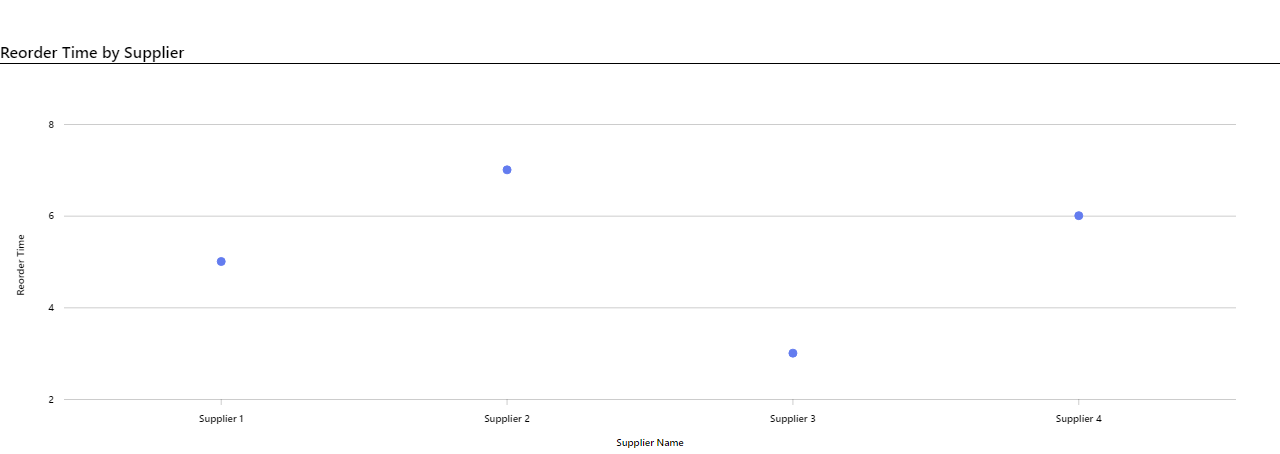 Reorder Time by Supplier
8
6
4
2
Reorder Time
Supplier 1
Supplier 2
Supplier 3
Supplier 4
Supplier Name